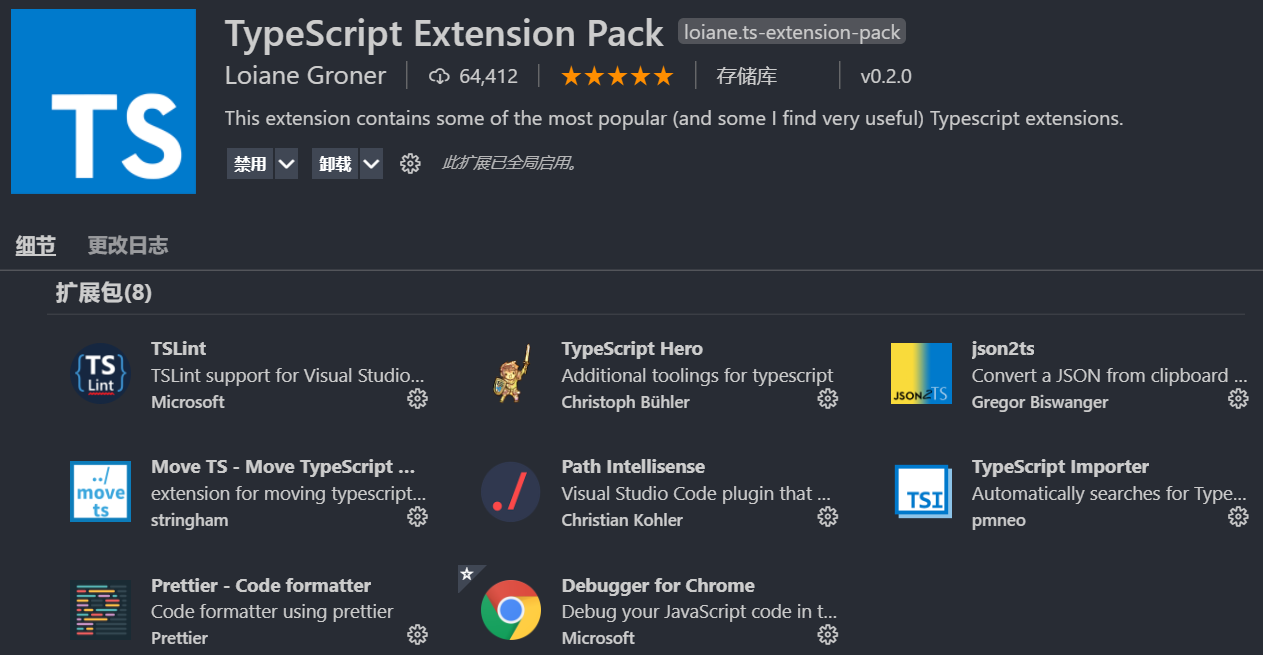 TS
TypeScript Extension Pack loiane.ts-extension-pack
Loiane Groner 64,412 存储库 v0.2.0
This extension contains some of the most popular (and some I find very useful) Typescript extensions.
禁用 卸载 此扩展已全局启用。
细节 更改日志
扩展包(8)
{TS}
Lint
TSLint
TSLint support for Visual Studio...
Microsoft
TypeScript Hero
Additional toolings for typescript
Christoph Bühler
JSON2TS
json2ts
Convert a JSON from clipboard ...
Gregor Biswanger
../
move
ts
Move TS - Move TypeScript ...
extension for moving typescript...
stringham
./
Path Intellisense
Visual Studio Code plugin that ...
Christian Kohler
TSI
TypeScript Importer
Automatically searches for Type...
pmneo
Prettier - Code formatter
Code formatter using prettier
Prettier
Debugger for Chrome
Debug your JavaScript code in t...
Microsoft